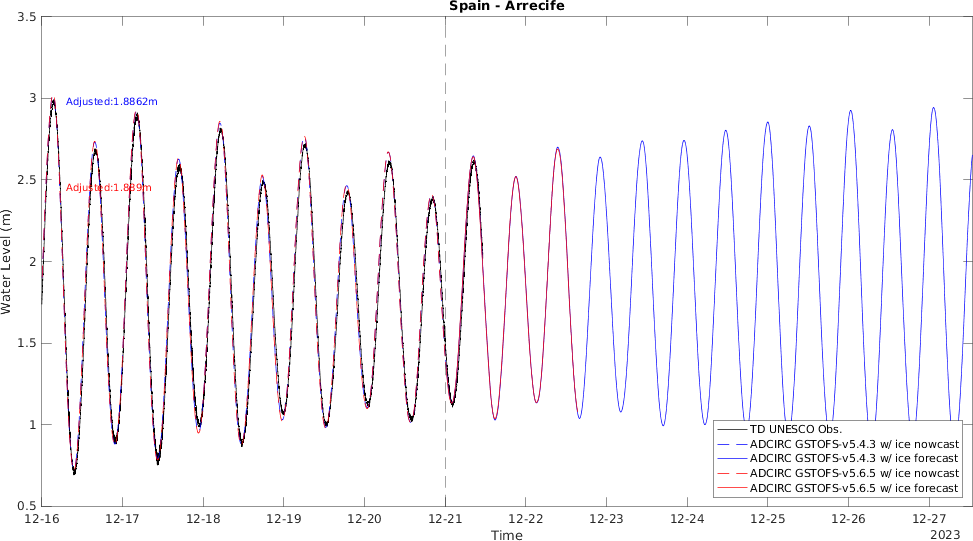 Spain - Arrecife
3.5
3
2.5
2
1.5
1
0.5
Water Level (m)
Adjusted:1.8862m
Adjusted:1.839m
TD UNESCO Obs.
ADCIRC GSTOFS-v5.4.3 w/ ice nowcast
ADCIRC GSTOFS-v5.4.3 w/ ice forecast
ADCIRC GSTOFS-v5.6.5 w/ ice nowcast
ADCIRC GSTOFS-v5.6.5 w/ ice forecast
12-16 12-17 12-18 12-19 12-20 12-21 12-22 12-23 12-24 12-25 12-26 12-27
Time
2023